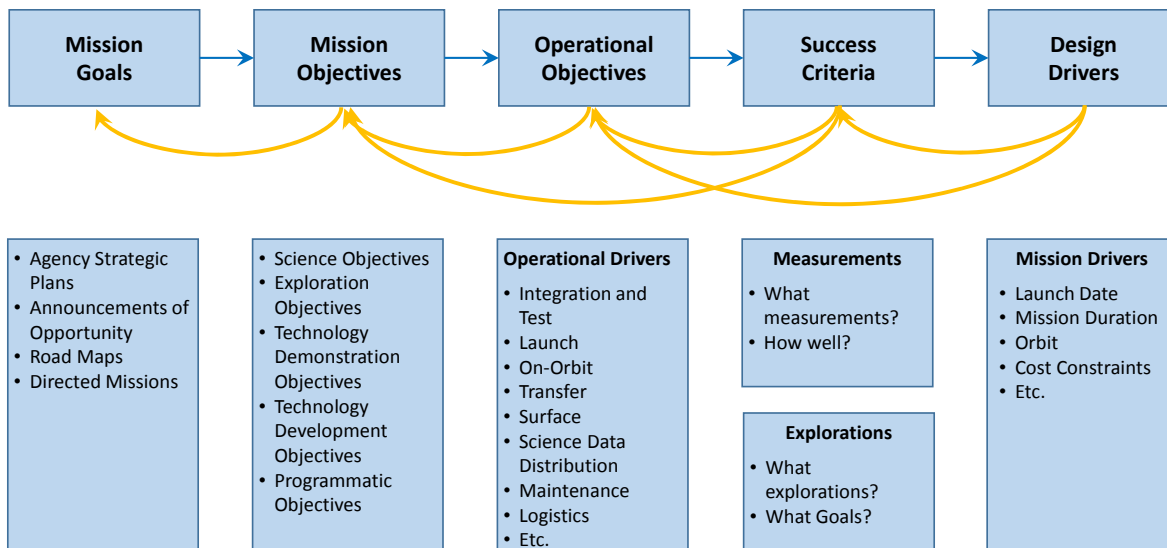 Mission
Goals
Mission
Objectives
Operational
Objectives
Success
Criteria
Design
Drivers
• Agency Strategic
Plans
• Announcements of
Opportunity
• Road Maps
• Directed Missions
• Science Objectives
• Exploration
Objectives
• Technology
Demonstration
Objectives
• Technology
Development
Objectives
• Programmatic
Objectives
Operational Drivers
• Integration and
Test
• Launch
• On-Orbit
• Transfer
• Surface
• Science Data
Distribution
• Maintenance
• Logistics
• Etc.
Measurements
• What
measurements?
• How well?
Explorations
• What
explorations?
• What Goals?
Mission Drivers
• Launch Date
• Mission Duration
• Orbit
• Cost Constraints
• Etc.